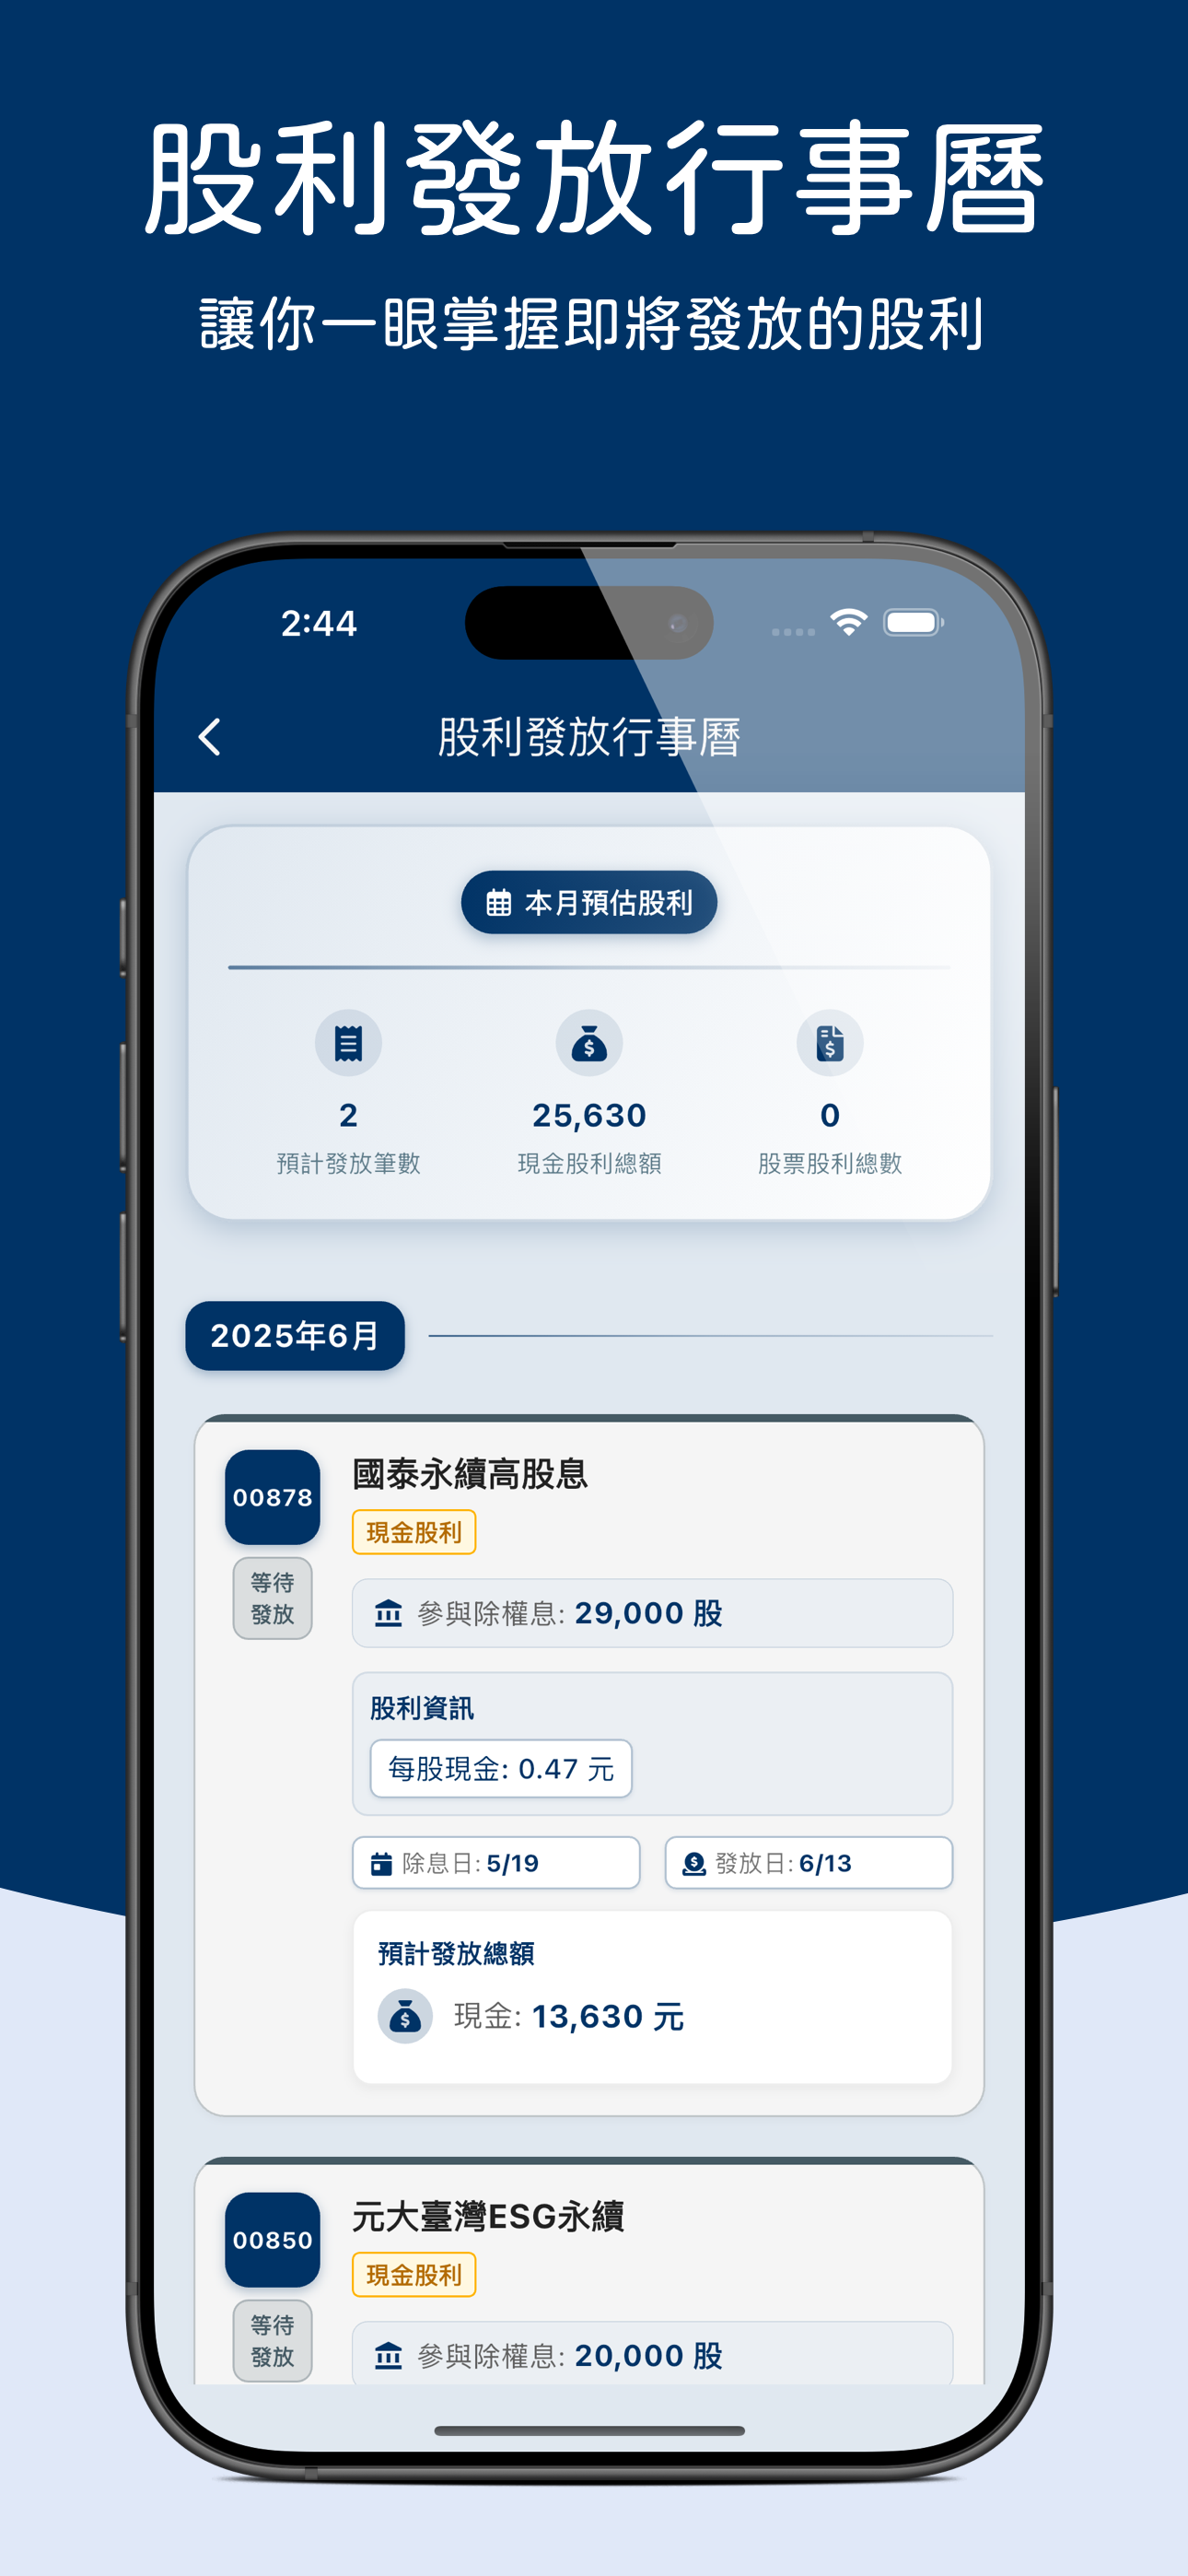 股利發放行事曆
讓你一眼掌握即將發放的股利
2:44
股利發放行事曆
本月預估股利
2
25,630
0
預計發放筆數
現金股利總額
股票股利總數
2025年6月
00878
國泰永續高股息
現金股利
等待
發放
參與除權息: 29,000 股
股利資訊
每股現金: 0.47 元
除息日: 5/19
發放日: 6/13
預計發放總額
現金: 13,630 元
00850
元大臺灣ESG永續
現金股利
等待
發放
參與除權息: 20,000 股